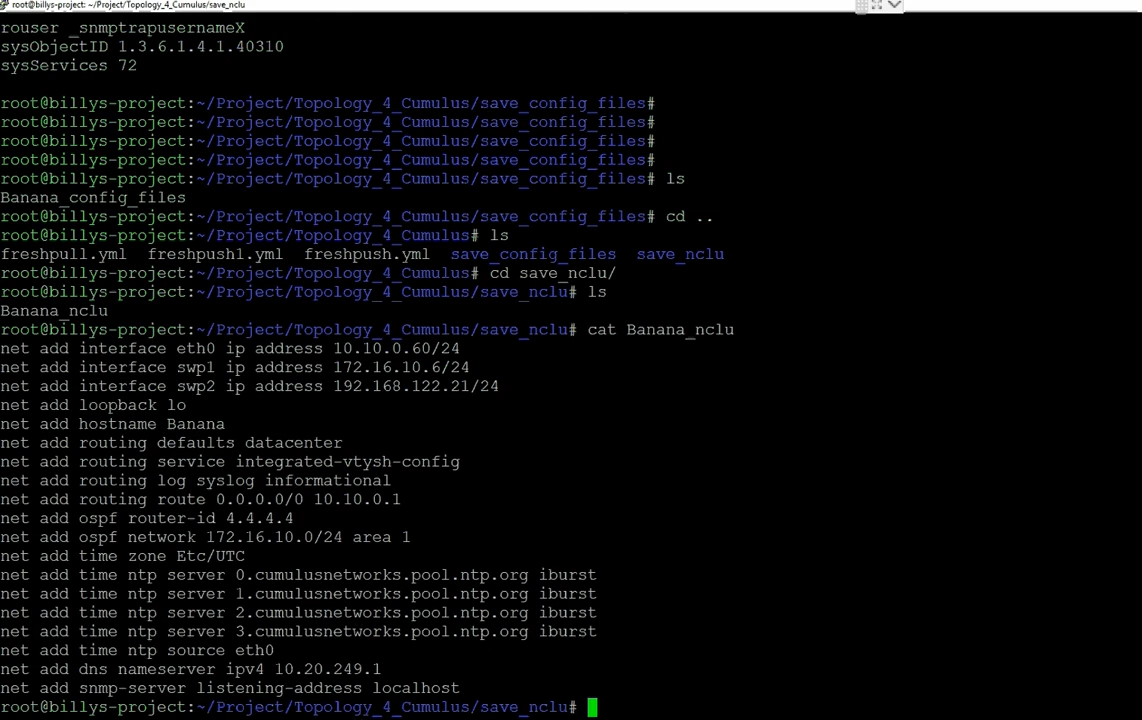 root@billys-project: ~/Project/Topology_4_Cumulus/save_nclu
rouser _snmptrapusernameX
sysObjectID 1.3.6.1.4.1.40310
sysServices 72
root@billys-project:~/Project/Topology_4_Cumulus/save_config_files#
root@billys-project:~/Project/Topology_4_Cumulus/save_config_files#
root@billys-project:~/Project/Topology_4_Cumulus/save_config_files#
root@billys-project:~/Project/Topology_4_Cumulus/save_config_files#
root@billys-project:~/Project/Topology_4_Cumulus/save_config_files# ls
Banana_config_files
root@billys-project:~/Project/Topology_4_Cumulus/save_config_files# cd ..
root@billys-project:~/Project/Topology_4_Cumulus# ls
freshpull.yml  freshpush1.yml  freshpush.yml  save_config_files  save_nclu
root@billys-project:~/Project/Topology_4_Cumulus# cd save_nclu/
root@billys-project:~/Project/Topology_4_Cumulus/save_nclu# ls
Banana_nclu
root@billys-project:~/Project/Topology_4_Cumulus/save_nclu# cat Banana_nclu
net add interface eth0 ip address 10.10.0.60/24
net add interface swp1 ip address 172.16.10.6/24
net add interface swp2 ip address 192.168.122.21/24
net add loopback lo
net add hostname Banana
net add routing defaults datacenter
net add routing service integrated-vtysh-config
net add routing log syslog informational
net add routing route 0.0.0.0/0 10.10.0.1
net add ospf router-id 4.4.4.4
net add ospf network 172.16.10.0/24 area 1
net add time zone Etc/UTC
net add time ntp server 0.cumulusnetworks.pool.ntp.org iburst
net add time ntp server 1.cumulusnetworks.pool.ntp.org iburst
net add time ntp server 2.cumulusnetworks.pool.ntp.org iburst
net add time ntp server 3.cumulusnetworks.pool.ntp.org iburst
net add time ntp source eth0
net add dns nameserver ipv4 10.20.249.1
net add snmp-server listening-address localhost
root@billys-project:~/Project/Topology_4_Cumulus/save_nclu#